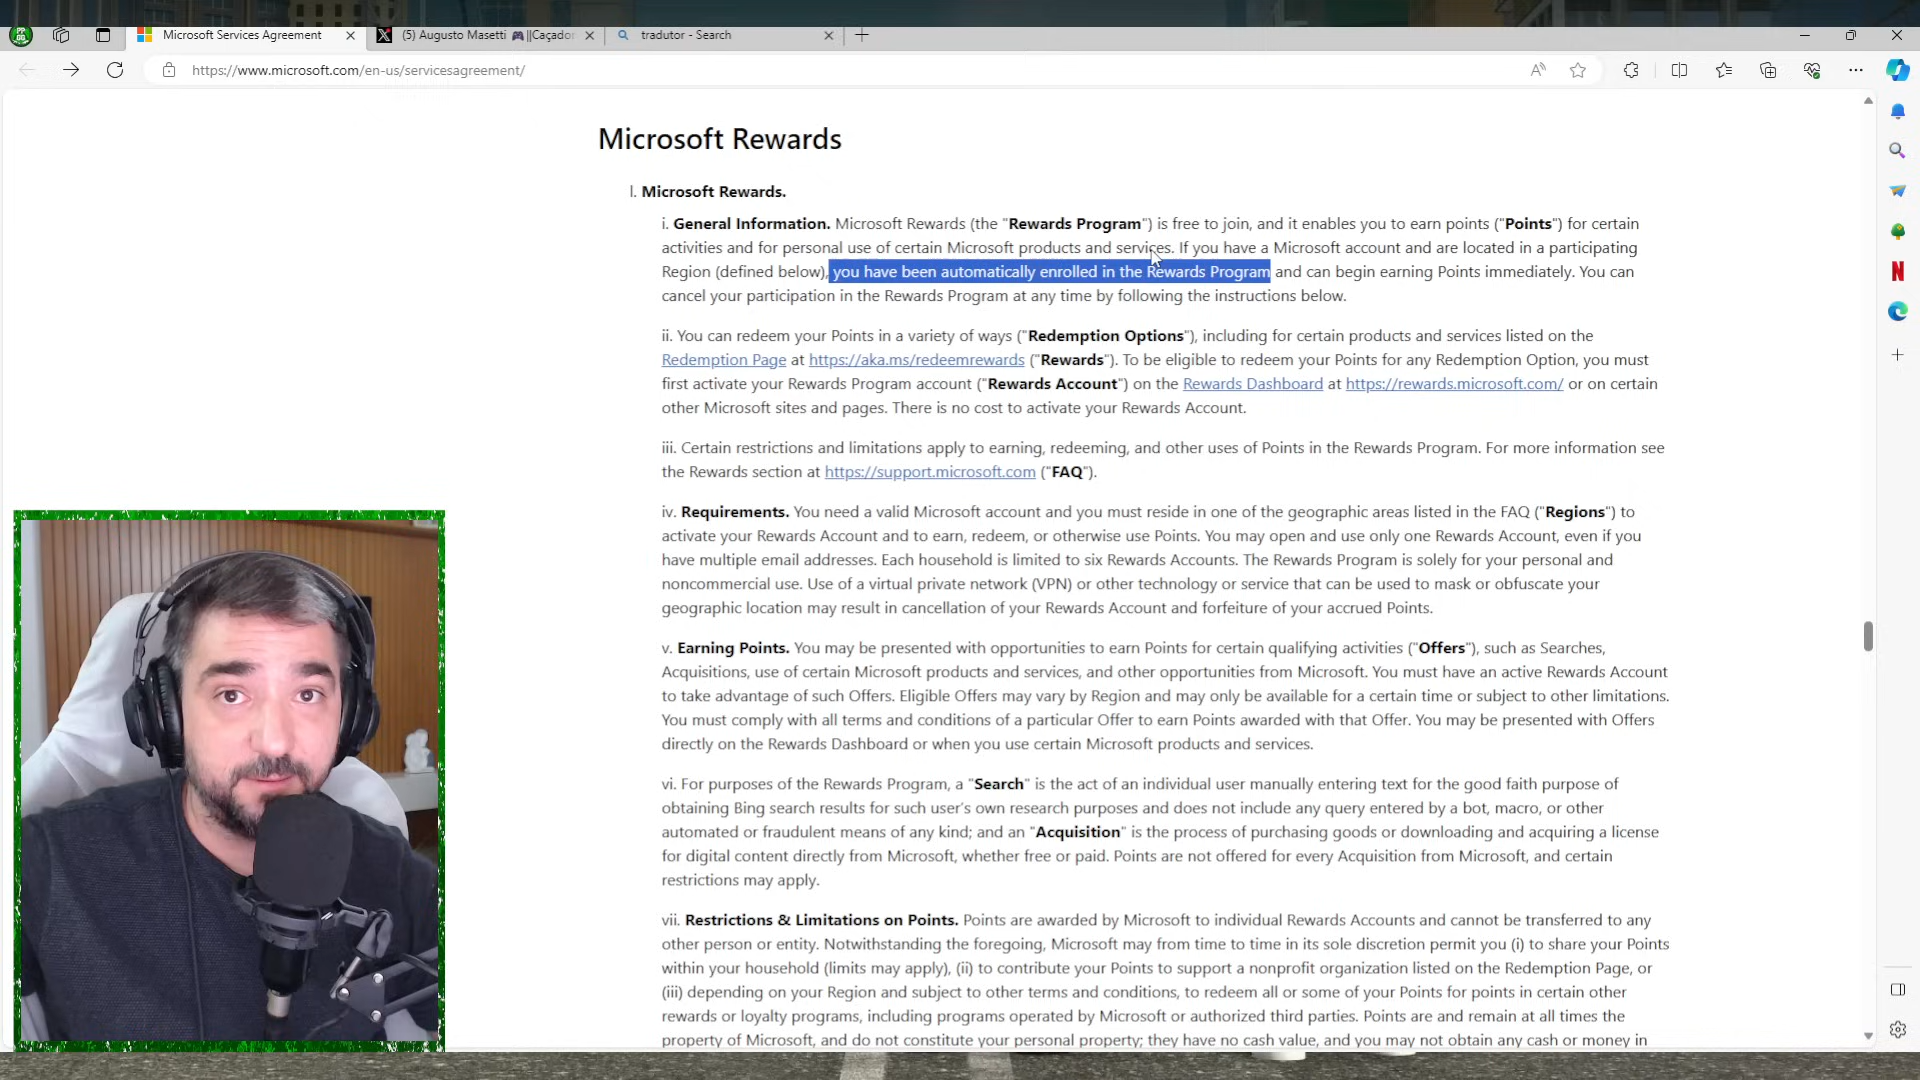 Microsoft Services Agreement
(5) Augusto Masetti 🎮||Caçador
tradutor - Search
https://www.microsoft.com/en-us/servicesagreement/
Microsoft Rewards
l. Microsoft Rewards.
i. General Information. Microsoft Rewards (the "Rewards Program") is free to join, and it enables you to earn points ("Points") for certain
activities and for personal use of certain Microsoft products and services. If you have a Microsoft account and are located in a participating
Region (defined below), you have been automatically enrolled in the Rewards Program and can begin earning Points immediately. You can
cancel your participation in the Rewards Program at any time by following the instructions below.
ii. You can redeem your Points in a variety of ways ("Redemption Options"), including for certain products and services listed on the
Redemption Page at https://aka.ms/redeemrewards ("Rewards"). To be eligible to redeem your Points for any Redemption Option, you must
first activate your Rewards Program account ("Rewards Account") on the Rewards Dashboard at https://rewards.microsoft.com/ or on certain
other Microsoft sites and pages. There is no cost to activate your Rewards Account.
iii. Certain restrictions and limitations apply to earning, redeeming, and other uses of Points in the Rewards Program. For more information see
the Rewards section at https://support.microsoft.com ("FAQ").
iv. Requirements. You need a valid Microsoft account and you must reside in one of the geographic areas listed in the FAQ ("Regions") to
activate your Rewards Account and to earn, redeem, or otherwise use Points. You may open and use only one Rewards Account, even if you
have multiple email addresses. Each household is limited to six Rewards Accounts. The Rewards Program is solely for your personal and
noncommercial use. Use of a virtual private network (VPN) or other technology or service that can be used to mask or obfuscate your
geographic location may result in cancellation of your Rewards Account and forfeiture of your accrued Points.
v. Earning Points. You may be presented with opportunities to earn Points for certain qualifying activities ("Offers"), such as Searches,
Acquisitions, use of certain Microsoft products and services, and other opportunities from Microsoft. You must have an active Rewards Account
to take advantage of such Offers. Eligible Offers may vary by Region and may only be available for a certain time or subject to other limitations.
You must comply with all terms and conditions of a particular Offer to earn Points awarded with that Offer. You may be presented with Offers
directly on the Rewards Dashboard or when you use certain Microsoft products and services.
vi. For purposes of the Rewards Program, a "Search" is the act of an individual user manually entering text for the good faith purpose of
obtaining Bing search results for such user's own research purposes and does not include any query entered by a bot, macro, or other
automated or fraudulent means of any kind; and an "Acquisition" is the process of purchasing goods or downloading and acquiring a license
for digital content directly from Microsoft, whether free or paid. Points are not offered for every Acquisition from Microsoft, and certain
restrictions may apply.
vii. Restrictions & Limitations on Points. Points are awarded by Microsoft to individual Rewards Accounts and cannot be transferred to any
other person or entity. Notwithstanding the foregoing, Microsoft may from time to time in its sole discretion permit you (i) to share your Points
within your household (limits may apply), (ii) to contribute your Points to support a nonprofit organization listed on the Redemption Page, or
(iii) depending on your Region and subject to other terms and conditions, to redeem all or some of your Points for points in certain other
rewards or loyalty programs, including programs operated by Microsoft or authorized third parties. Points are and remain at all times the
property of Microsoft, and do not constitute your personal property; they have no cash value, and you may not obtain any cash or money in